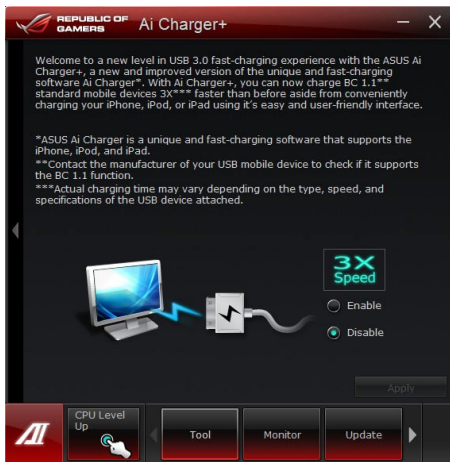 REPUBLIC OF
GAMERS
Ai Charger+
Welcome to a new level in USB 3.0 fast-charging experience with the ASUS Ai
Charger+, a new and improved version of the unique and fast-charging
software Ai Charger*. With Ai Charger+, you can now charge BC 1.1**
standard mobile devices 3X*** faster than before aside from conveniently
charging your iPhone, iPod, or iPad using it's easy and user-friendly interface.
*ASUS Ai Charger is a unique and fast-charging software that supports the
iPhone, iPod, and iPad.
**Contact the manufacturer of your USB mobile device to check if it supports
the BC 1.1 function.
***Actual charging time may vary depending on the type, speed, and
specifications of the USB device attached.
3X
Speed
Enable
Disable
Apply
AI
CPU Level
Up
Tool
Monitor
Update